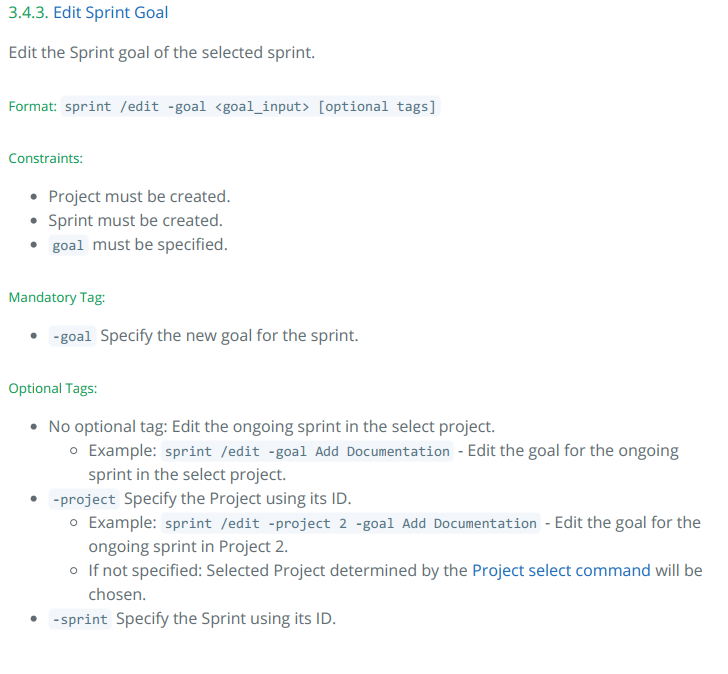 3.4.3. Edit Sprint Goal
Edit the Sprint goal of the selected sprint.
Format: sprint /edit -goal <goal_input> [optional tags]
Constraints:
Project must be created.
Sprint must be created.
goal must be specified.
Mandatory Tag:
-goal Specify the new goal for the sprint.
Optional Tags:
No optional tag: Edit the ongoing sprint in the select project.
Example: sprint /edit -goal Add Documentation - Edit the goal for the ongoing
sprint in the select project.
-project Specify the Project using its ID.
Example: sprint /edit -project 2 -goal Add Documentation - Edit the goal for the
ongoing sprint in Project 2.
If not specified: Selected Project determined by the Project select command will be
chosen.
-sprint Specify the Sprint using its ID.